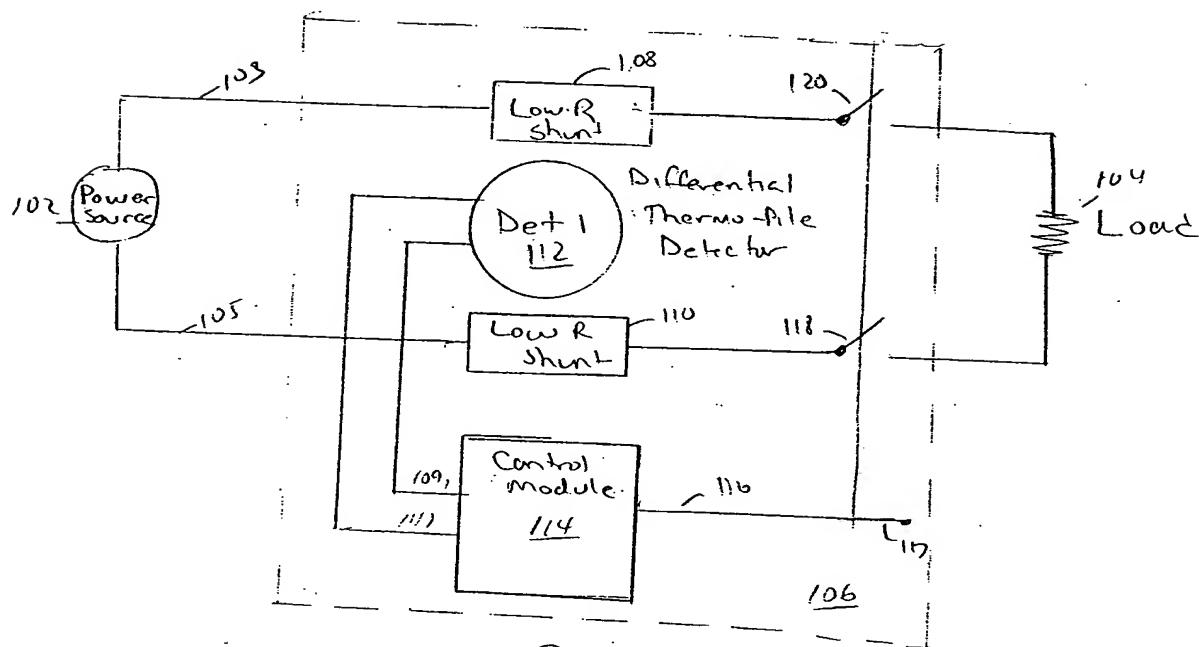 108
103
120
Low-R
shunt
102
Power
Source
Det 1
112
Differential
Thermo-pile
Detector
104
Load
105
110
118
Low R
shunt
Control
Module
109
111
116
114
106